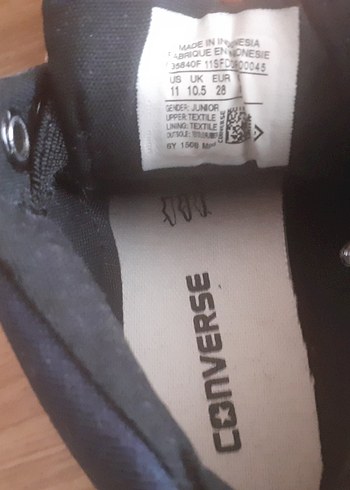 MADE IN INDONESIA
FABRIQUE EN INDONESIE
US UK EUR
11 10.5 28
GENDER: JUNIOR
UPPER: TEXTILE
LINING: TEXTILE
OUTSOLE:
CONVERSE